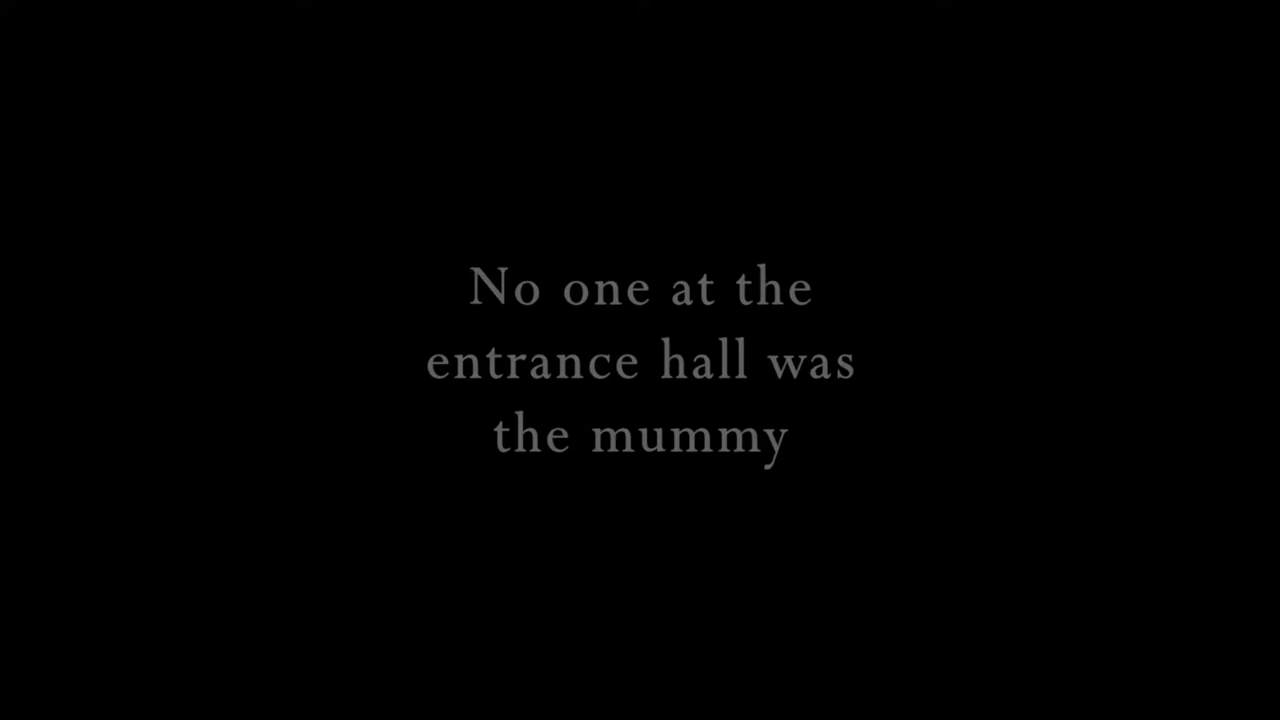 No one at the
entrance hall was
the mummy